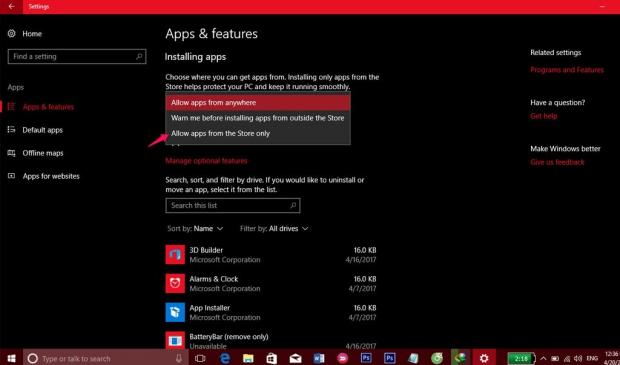 Settings
Home
Find a setting
Apps
Apps & features
Default apps
Offline maps
Apps for websites
Apps & features
Installing apps
Choose where you can get apps from. Installing only apps from the
Store helps protect your PC and keep it running smoothly.
Allow apps from anywhere
Warn me before installing apps from outside the Store
Allow apps from the Store only
Manage optional features
Search, sort, and filter by drive. If you would like to uninstall or
move an app, select it from the list.
Search this list
Sort by: Name
Filter by: All drives
3D Builder
16.0 KB
Microsoft Corporation
4/16/2017
Alarms & Clock
16.0 KB
Microsoft Corporation
4/7/2017
App Installer
16.0 KB
Microsoft Corporation
4/7/2017
BatteryBar (remove only)
Unavailable
4/16/2017
Related settings
Programs and Features
Have a question?
Get help
Make Windows better
Give us feedback
Type or talk to search
2:18
ENG
12:36
4/20/